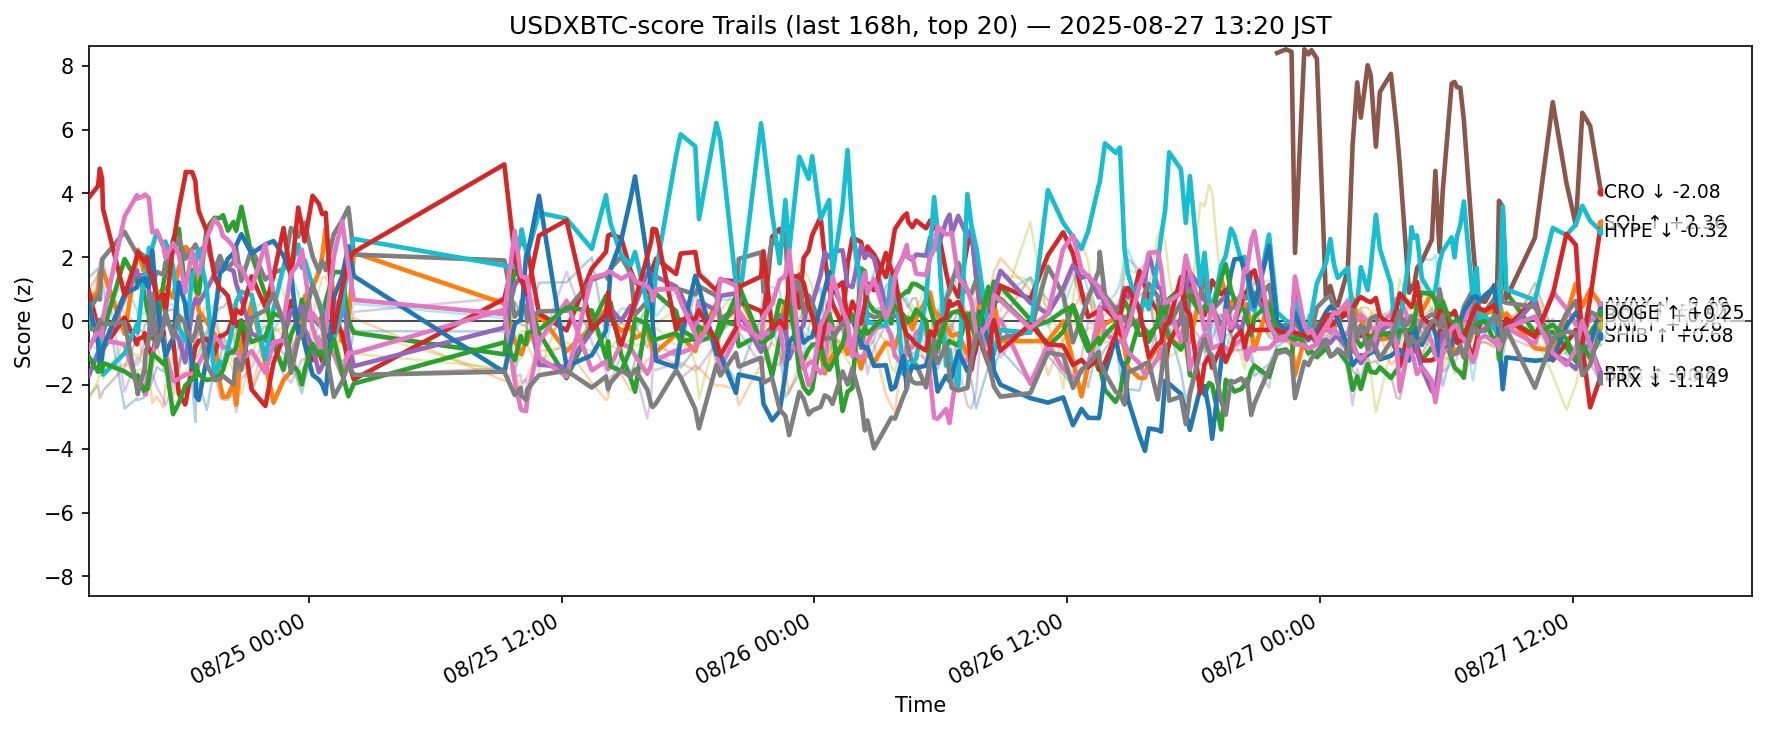 USDXBTC-score Trails (last 168h, top 20) — 2025-08-27 13:20 JST
Score (z)
8
6
4
2
0
−2
−4
−6
−8
CRO ↓ -2.08
SOL ↑ +2.36
HYPE ↓ -0.32
DOGE ↑ +0.25
SHIB ↑ +0.68
TRX ↓ -1.14
08/25 00:00
08/25 12:00
08/26 00:00
08/26 12:00
08/27 00:00
08/27 12:00
Time